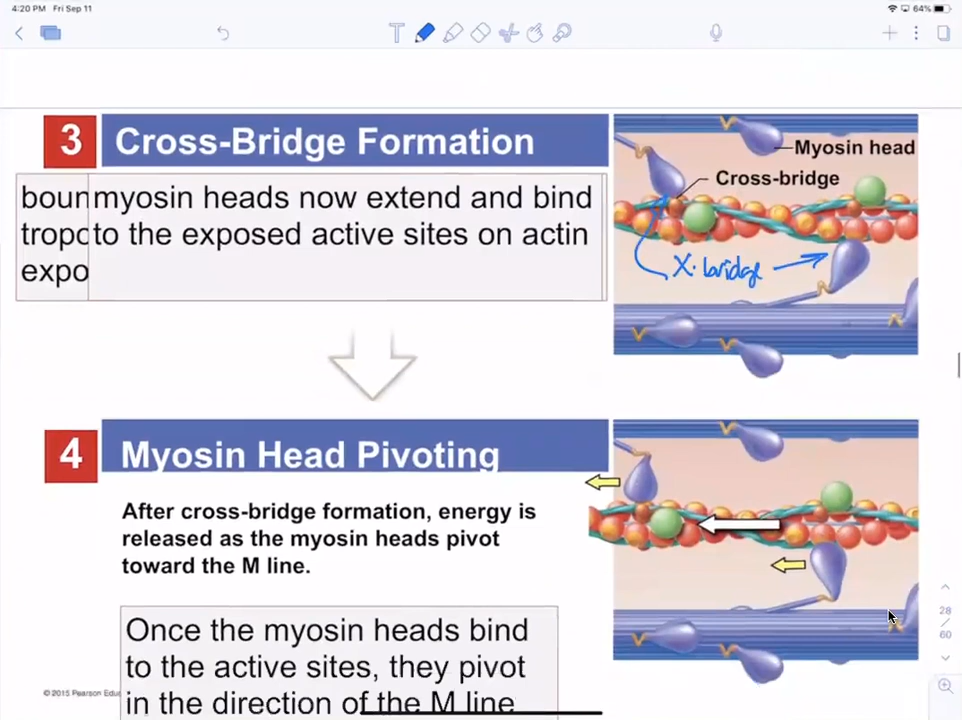 4:20 PM Fri Sep 11
64%
T
3
Cross-Bridge Formation
boun myosin heads now extend and bind
tropo to the exposed active sites on actin
expo
Myosin head
Cross-bridge
X-bridge
4
Myosin Head Pivoting
After cross-bridge formation, energy is
released as the myosin heads pivot
toward the M line.
Once the myosin heads bind
to the active sites, they pivot
in the direction of the M line
28
/
60
© 2015 Pearson Educ